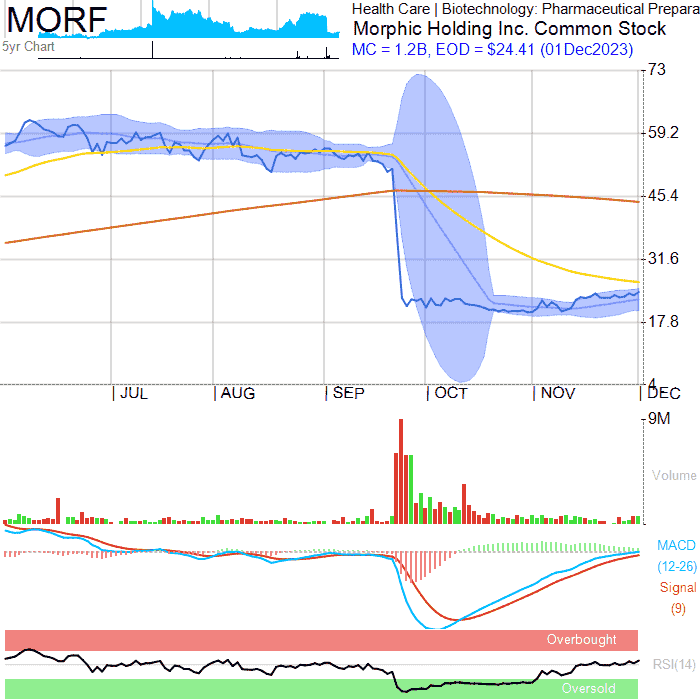 MORF
Health Care | Biotechnology: Pharmaceutical Prepara
Morphic Holding Inc. Common Stock
5yr Chart
MC = 1.2B, EOD = $24.41 (01Dec2023)
73
59.2
45.4
31.6
17.8
4
JUL AUG SEP OCT NOV DEC
9M
Volume
MACD
(12-26)
Signal
(9)
Overbought
RSI(14)
Oversold